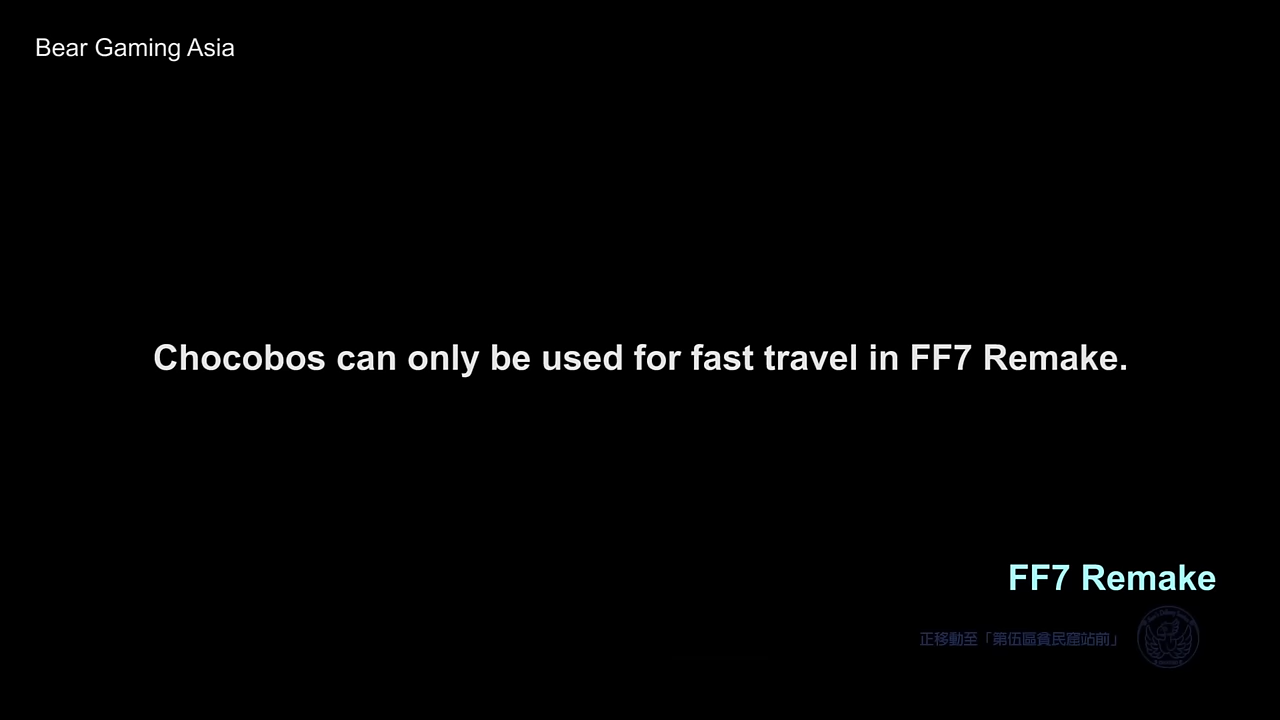 Bear Gaming Asia
Chocobos can only be used for fast travel in FF7 Remake.
FF7 Remake
正移動至「第伍區貧民窟站前」